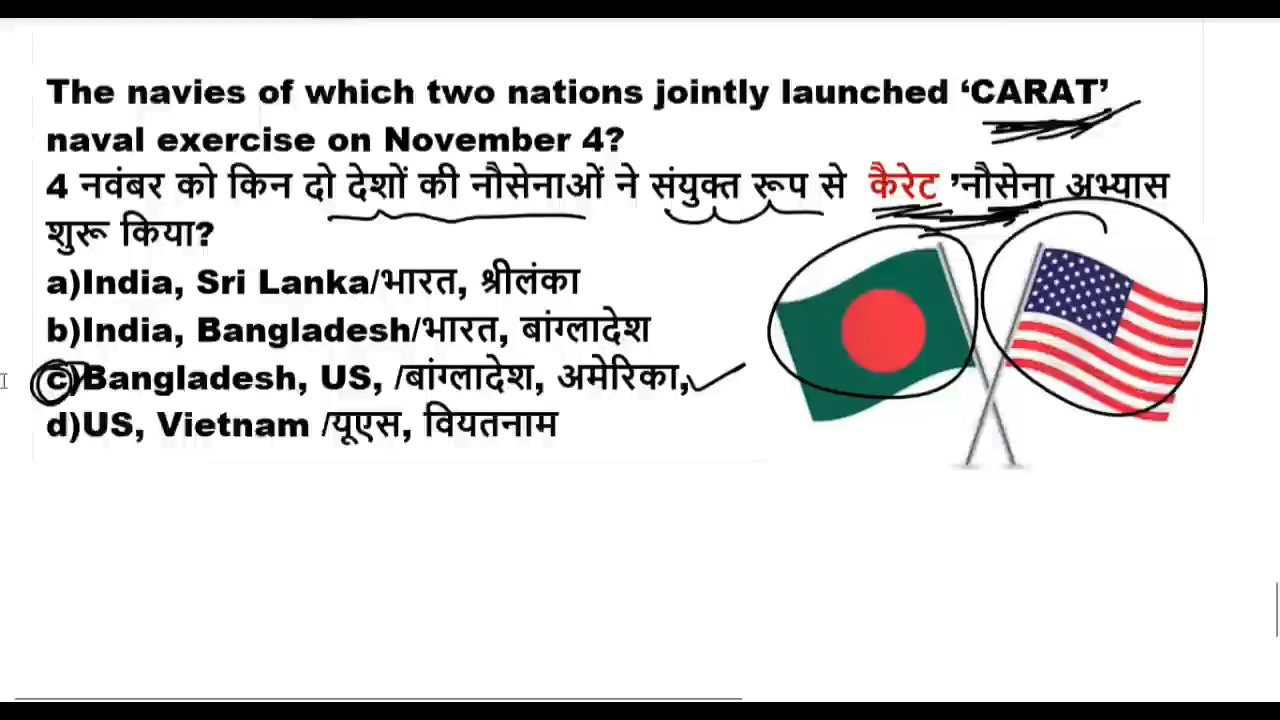 The navies of which two nations jointly launched ‘CARAT’
naval exercise on November 4?
4 नवंबर को किन दो देशों की नौसेनाओं ने संयुक्त रूप से कैरेट ’नौसेना अभ्यास
शुरू किया?
a)India, Sri Lanka/भारत, श्रीलंका
b)India, Bangladesh/भारत, बांग्लादेश
c)Bangladesh, US, /बांग्लादेश, अमेरिका,
d)US, Vietnam /यूएस, वियतनाम